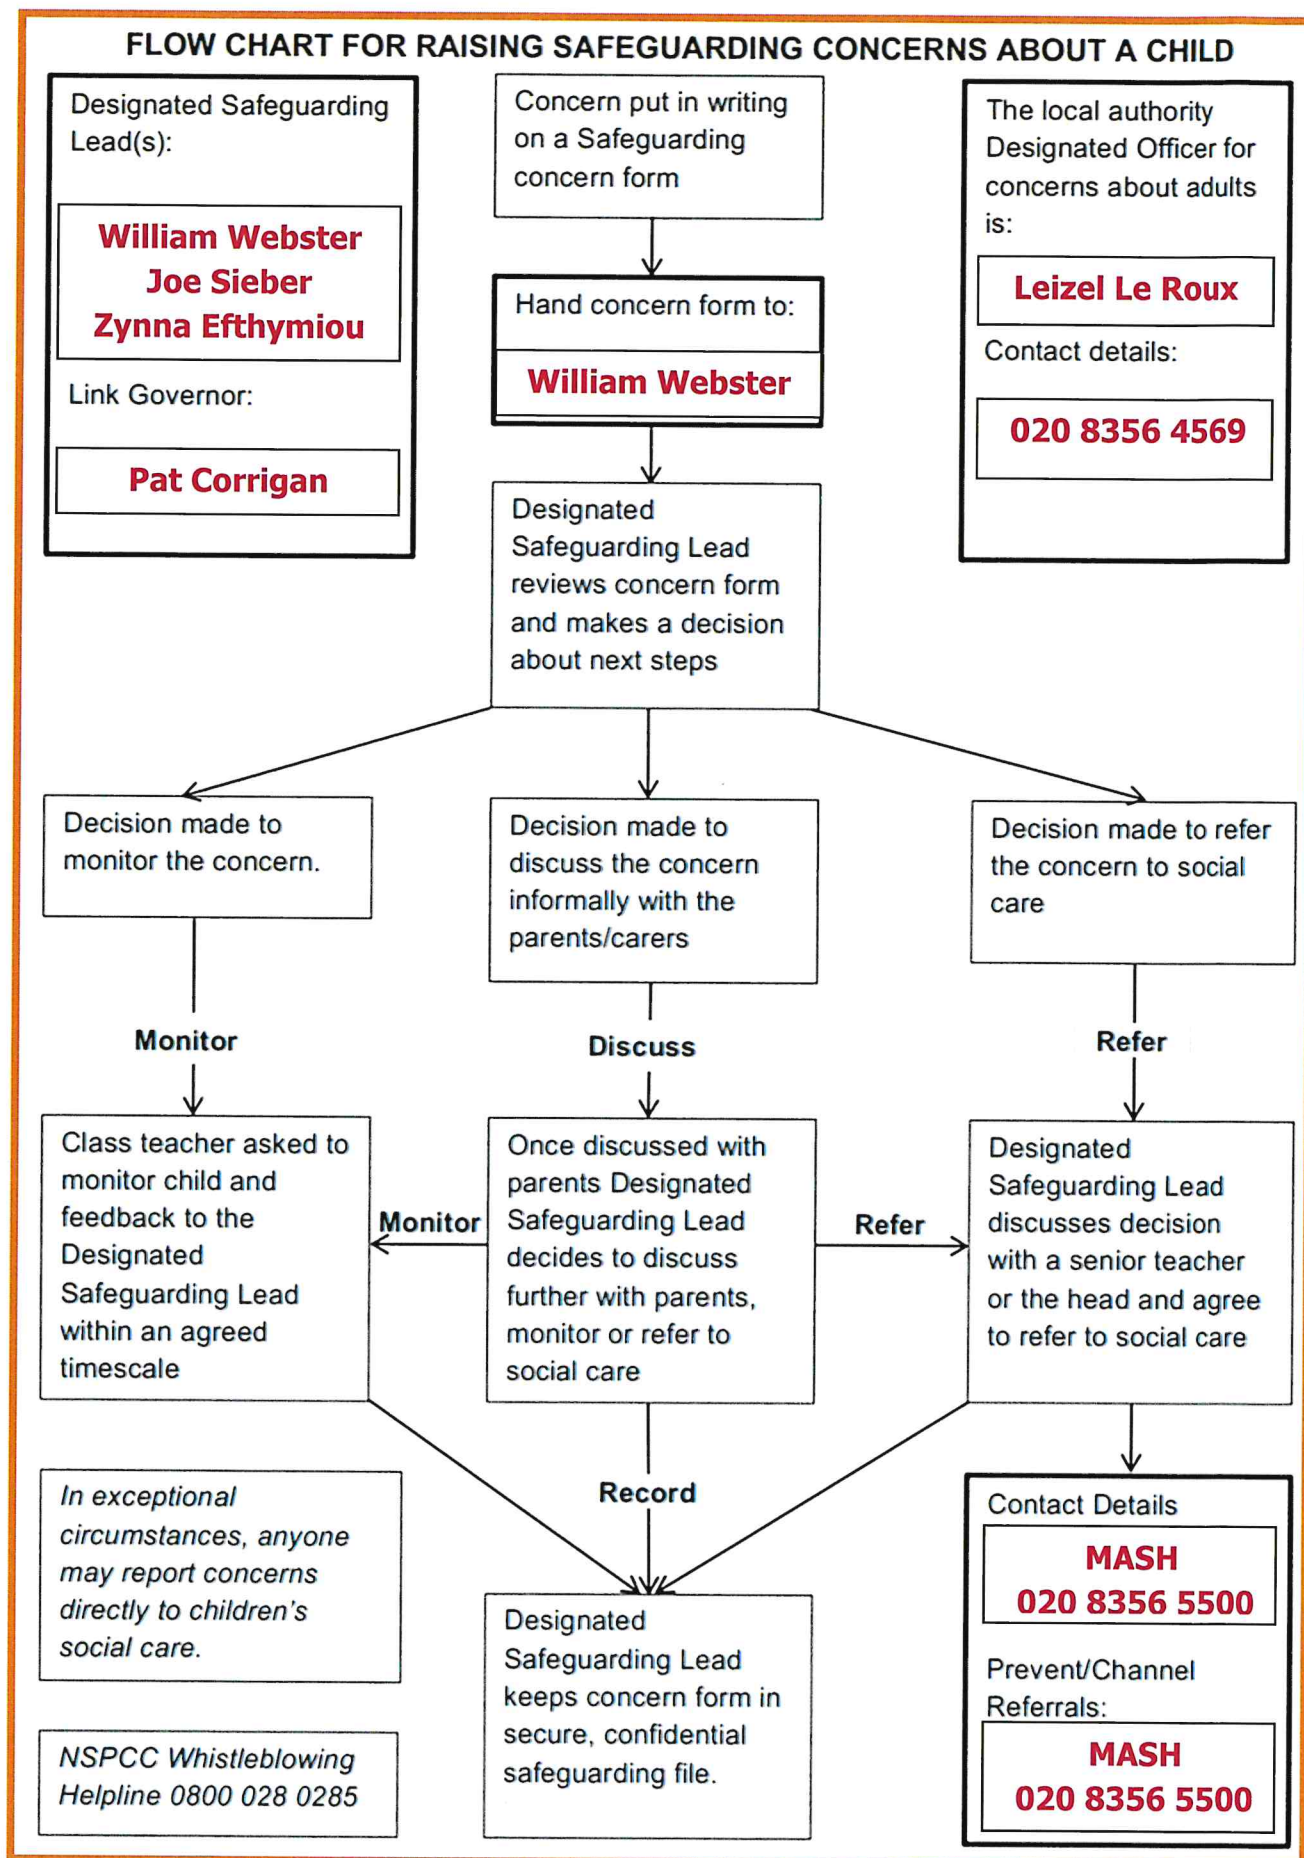 FLOW CHART FOR RAISING SAFEGUARDING CONCERNS ABOUT A CHILD
Designated Safeguarding
Lead(s):
William Webster
Joe Sieber
Zynna Efthymiou
Link Governor:
Pat Corrigan
Concern put in writing
on a Safeguarding
concern form
Hand concern form to:
William Webster
The local authority
Designated Officer for
concerns about adults
is:
Leizel Le Roux
Contact details:
020 8356 4569
Designated
Safeguarding Lead
reviews concern form
and makes a decision
about next steps
Decision made to
monitor the concern.
Decision made to
discuss the concern
informally with the
parents/carers
Decision made to refer
the concern to social
care
Monitor
Discuss
Refer
Class teacher asked to
monitor child and
feedback to the
Designated
Safeguarding Lead
within an agreed
timescale
Monitor
Once discussed with
parents Designated
Safeguarding Lead
decides to discuss
further with parents,
monitor or refer to
social care
Refer
Designated
Safeguarding Lead
discusses decision
with a senior teacher
or the head and agree
to refer to social care
In exceptional
circumstances, anyone
may report concerns
directly to children's
social care.
Record
Contact Details
MASH
020 8356 5500
Prevent/Channel
Referrals:
MASH
020 8356 5500
Designated
Safeguarding Lead
keeps concern form in
secure, confidential
safeguarding file.
NSPCC Whistleblowing
Helpline 0800 028 0285